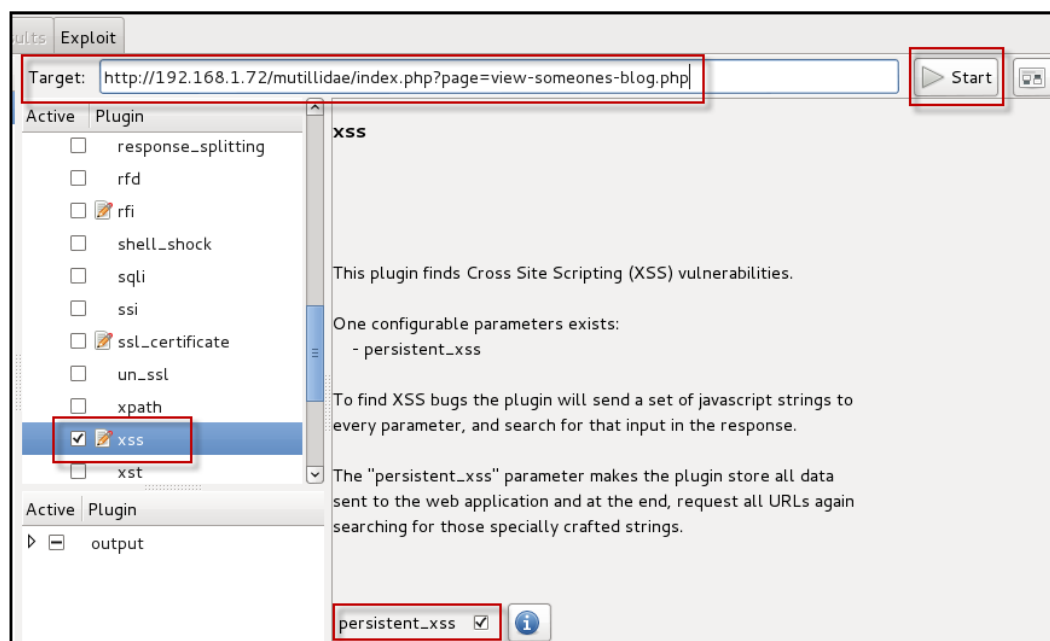 ults Exploit
Target: http://192.168.1.72/mutillidae/index.php?page=view-someones-blog.php Start
Active Plugin
response_splitting
rfd
rfi
shell_shock
sqli
ssi
ssl_certificate
un_ssl
xpath
xss
xst
Active Plugin
output
xss
This plugin finds Cross Site Scripting (XSS) vulnerabilities.
One configurable parameters exists:
- persistent_xss
To find XSS bugs the plugin will send a set of javascript strings to
every parameter, and search for that input in the response.
The "persistent_xss" parameter makes the plugin store all data
sent to the web application and at the end, request all URLs again
searching for those specially crafted strings.
persistent_xss